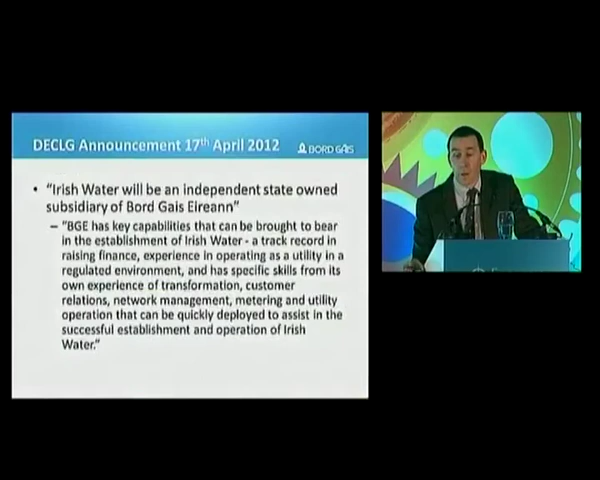 DECLG Announcement 17th April 2012
BORD GÁIS
• "Irish Water will be an independent state owned
subsidiary of Bord Gais Eireann"
– "BGE has key capabilities that can be brought to bear
in the establishment of Irish Water - a track record in
raising finance, experience in operating as a utility in a
regulated environment, and has specific skills from its
own experience of transformation, customer
relations, network management, metering and utility
operation that can be quickly deployed to assist in the
successful establishment and operation of Irish
Water."